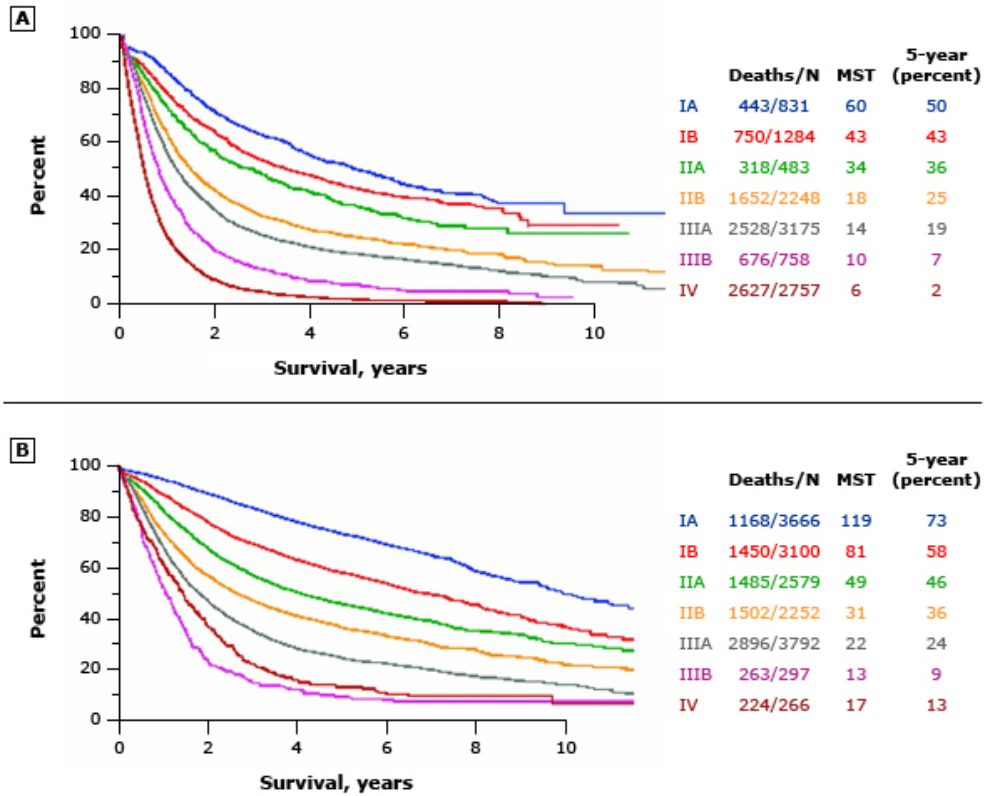 A
100
80
60
40
20
0
Percent
0 2 4 6 8 10
Survival, years
5-year
Deaths/N MST (percent)
IA 443/831 60 50
IB 750/1284 43 43
IIA 318/483 34 36
IIB 1652/2248 18 25
IIIA 2528/3175 14 19
IIIB 676/758 10 7
IV 2627/2757 6 2
B
100
80
60
40
20
0
Percent
0 2 4 6 8 10
Survival, years
5-year
Deaths/N MST (percent)
IA 1168/3666 119 73
IB 1450/3100 81 58
IIA 1485/2579 49 46
IIB 1502/2252 31 36
IIIA 2896/3792 22 24
IIIB 263/297 13 9
IV 224/266 17 13